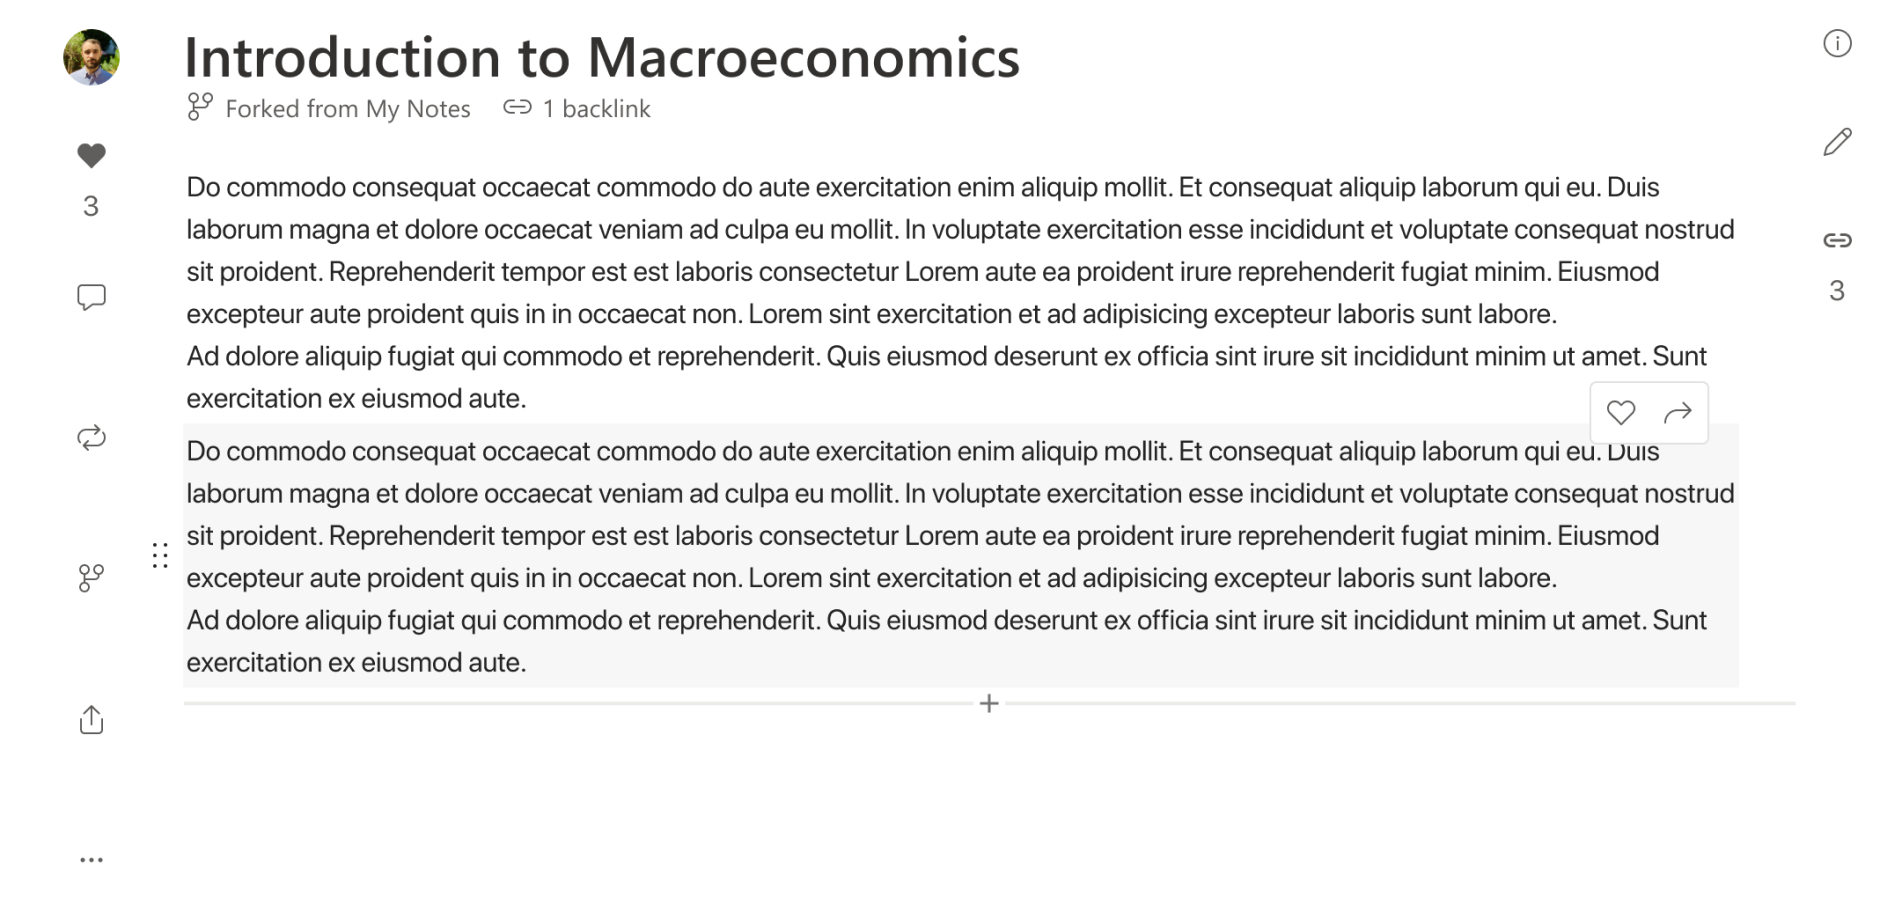 Introduction to Macroeconomics
Forked from My Notes 1 backlink
3
3
Do commodo consequat occaecat commodo do aute exercitation enim aliquip mollit. Et consequat aliquip laborum qui eu. Duis
laborum magna et dolore occaecat veniam ad culpa eu mollit. In voluptate exercitation esse incididunt et voluptate consequat nostrud
sit proident. Reprehenderit tempor est est laboris consectetur Lorem aute ea proident irure reprehenderit fugiat minim. Eiusmod
excepteur aute proident quis in in occaecat non. Lorem sint exercitation et ad adipisicing excepteur laboris sunt labore.
Ad dolore aliquip fugiat qui commodo et reprehenderit. Quis eiusmod deserunt ex officia sint irure sit incididunt minim ut amet. Sunt
exercitation ex eiusmod aute.
Do commodo consequat occaecat commodo do aute exercitation enim aliquip mollit. Et consequat aliquip laborum qui eu. Duis
laborum magna et dolore occaecat veniam ad culpa eu mollit. In voluptate exercitation esse incididunt et voluptate consequat nostrud
sit proident. Reprehenderit tempor est est laboris consectetur Lorem aute ea proident irure reprehenderit fugiat minim. Eiusmod
excepteur aute proident quis in in occaecat non. Lorem sint exercitation et ad adipisicing excepteur laboris sunt labore.
Ad dolore aliquip fugiat qui commodo et reprehenderit. Quis eiusmod deserunt ex officia sint irure sit incididunt minim ut amet. Sunt
exercitation ex eiusmod aute.